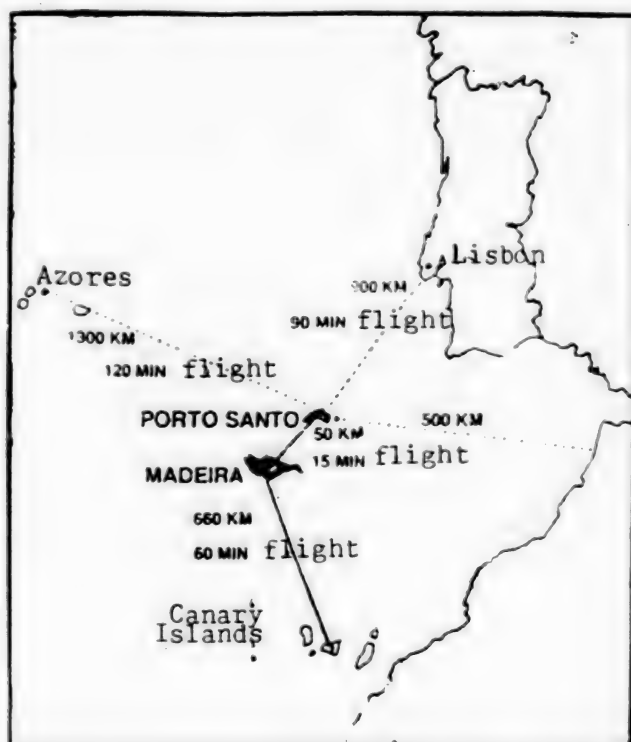 Lisbon
Azores
900 KM
90 MIN flight
1300 KM
120 MIN flight
PORTO SANTO
500 KM
50 KM
15 MIN flight
MADEIRA
660 KM
60 MIN flight
Canary
Islands